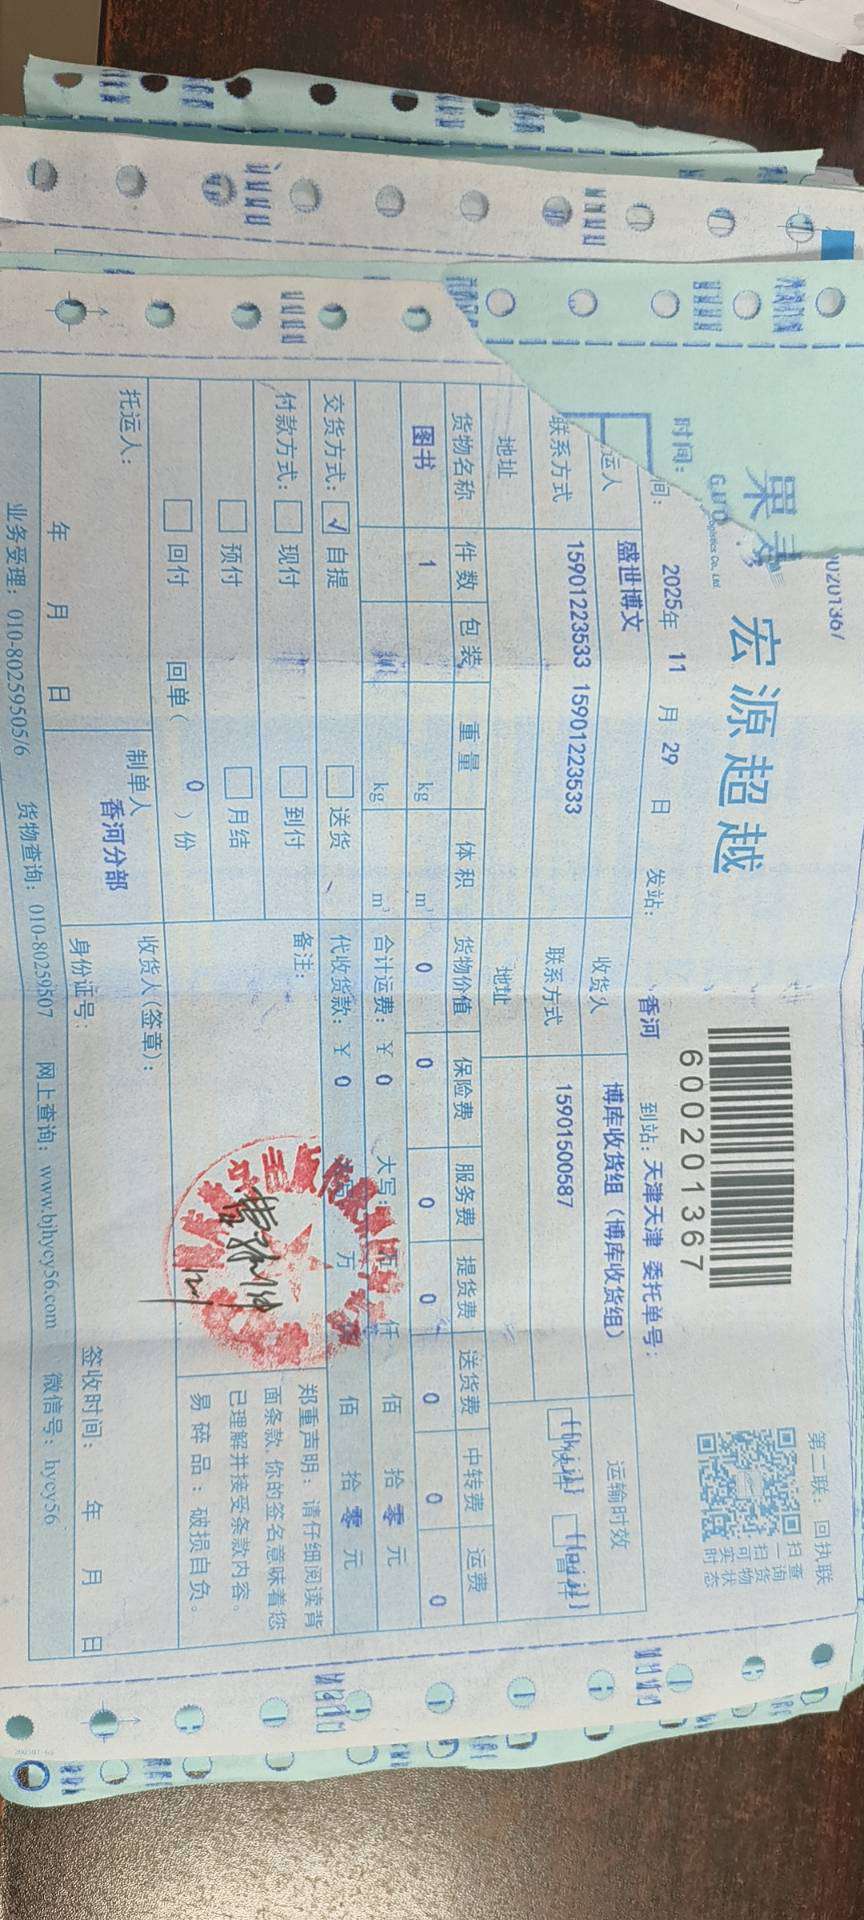 第二联：回执联
宏源超越
600201367
扫一扫可实时
查询货物状态
时间：
2025年 11 月 29 日 发站： 香河 到站：天津天津 委托单号：
运人 盛世博文 收货人 博库收货组（博库收货组） 运输时效
联系方式 15901223533 15901223533 联系方式 15901500587
地址 地址
货物名称 件数 包装 重量 体积 货物价值 保险费 服务费 提货费 送货费 中转费 运费
图书 1 kg m³ 0 0 0 0 0 0 0
kg m³ 合计运费：￥ 0 大写： 万 仟 佰 拾 零 元
交货方式： ☑ 自提 □ 送货 代收货款：￥ 0 万 佰 拾 零 元
付款方式： □ 现付 □ 到付 备注：
□ 预付 □ 月结
□ 回付 回单（ 0 ）份
郑重声明：请仔细阅读背
面条款，你的签名意味着您
已理解并接受条款内容。
易碎品：破损自负。
托运人： 制单人 收货人(签章)：
香河分部
年 月 日 身份证号： 签收时间： 年 月 日
业务受理：010-80259505/6 货物查询：010-80259507 网上查询：www.bjhycy56.com 微信号：hycy56